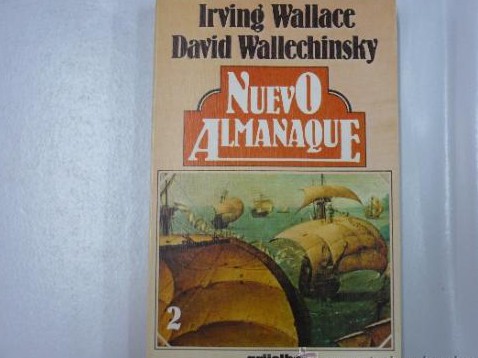 Irving Wallace
David Wallechinsky
NUEVO
ALMANAQUE
2